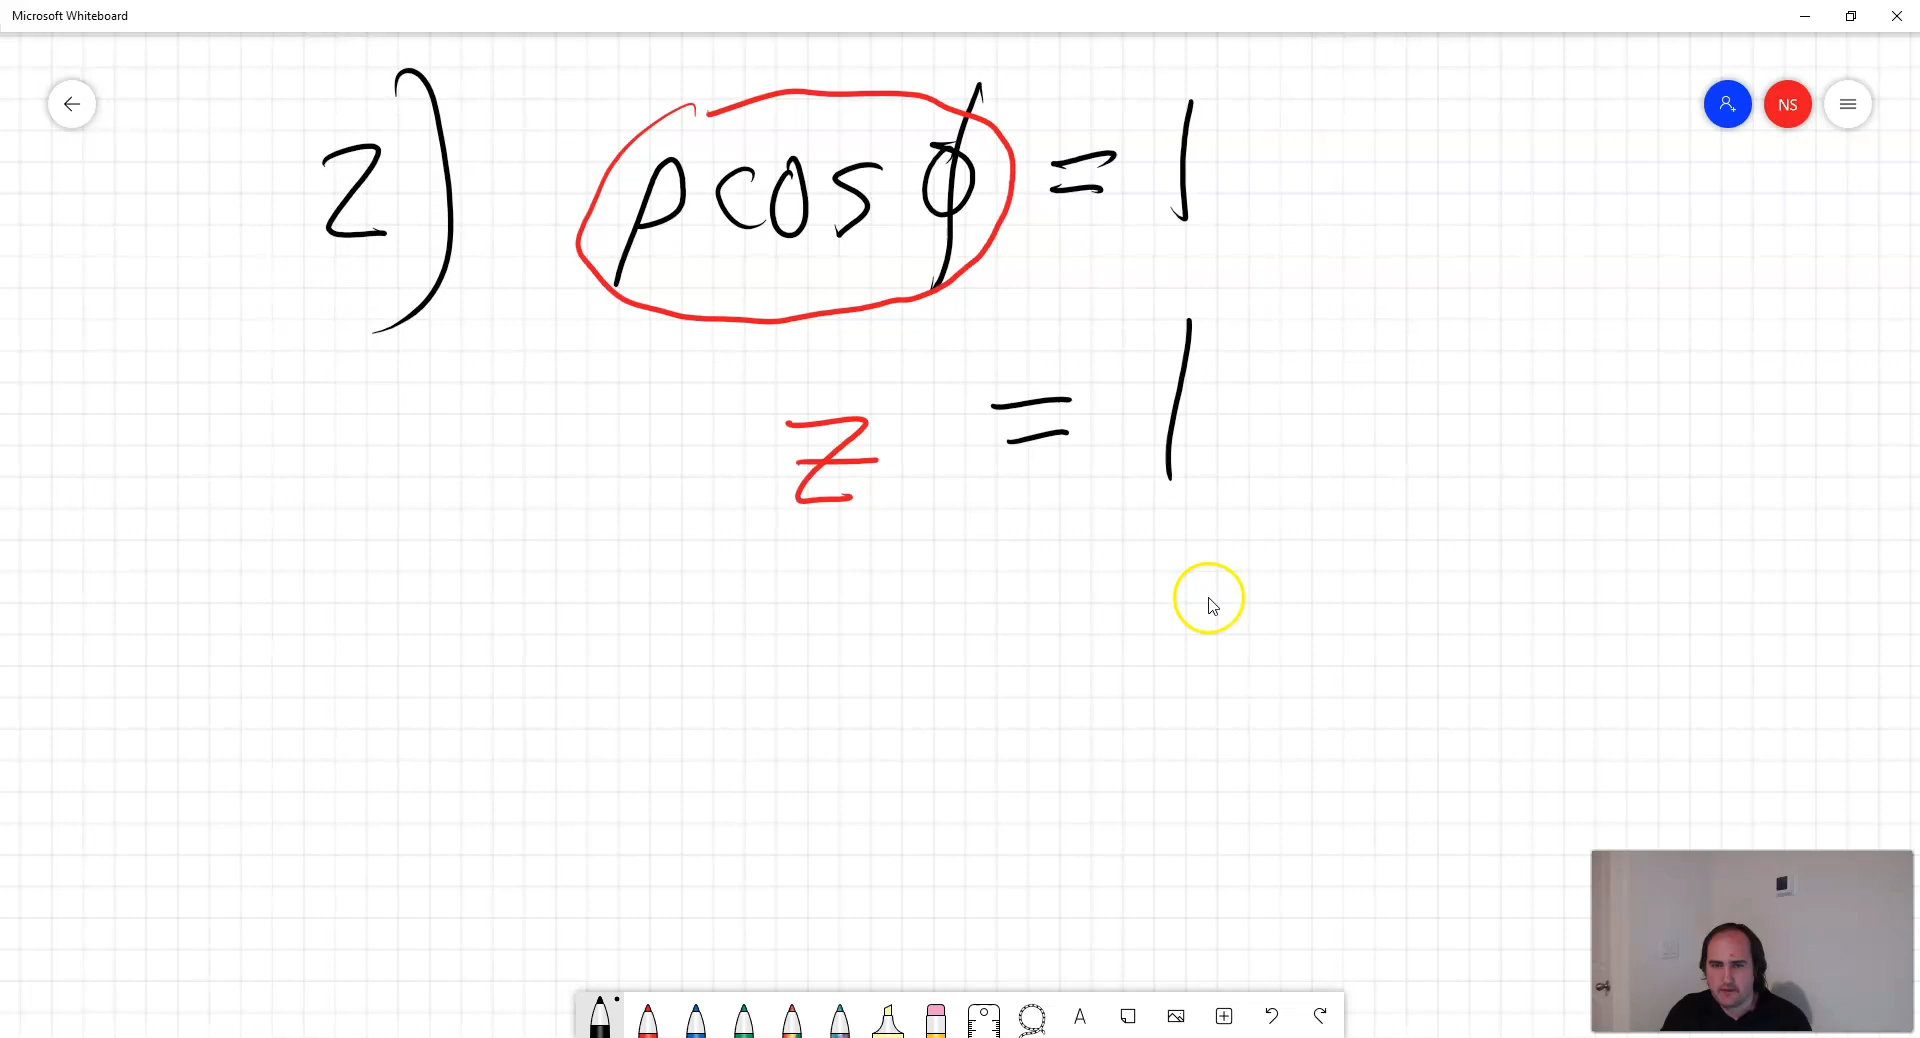 Microsoft Whiteboard
NS
2) ρ cos ϕ = 1
z = 1
A